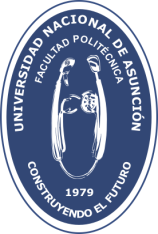 UNIVERSIDAD NACIONAL DE ASUNCIÓN
FACULTAD POLITÉCNICA
1979
CONSTRUYENDO EL FUTURO